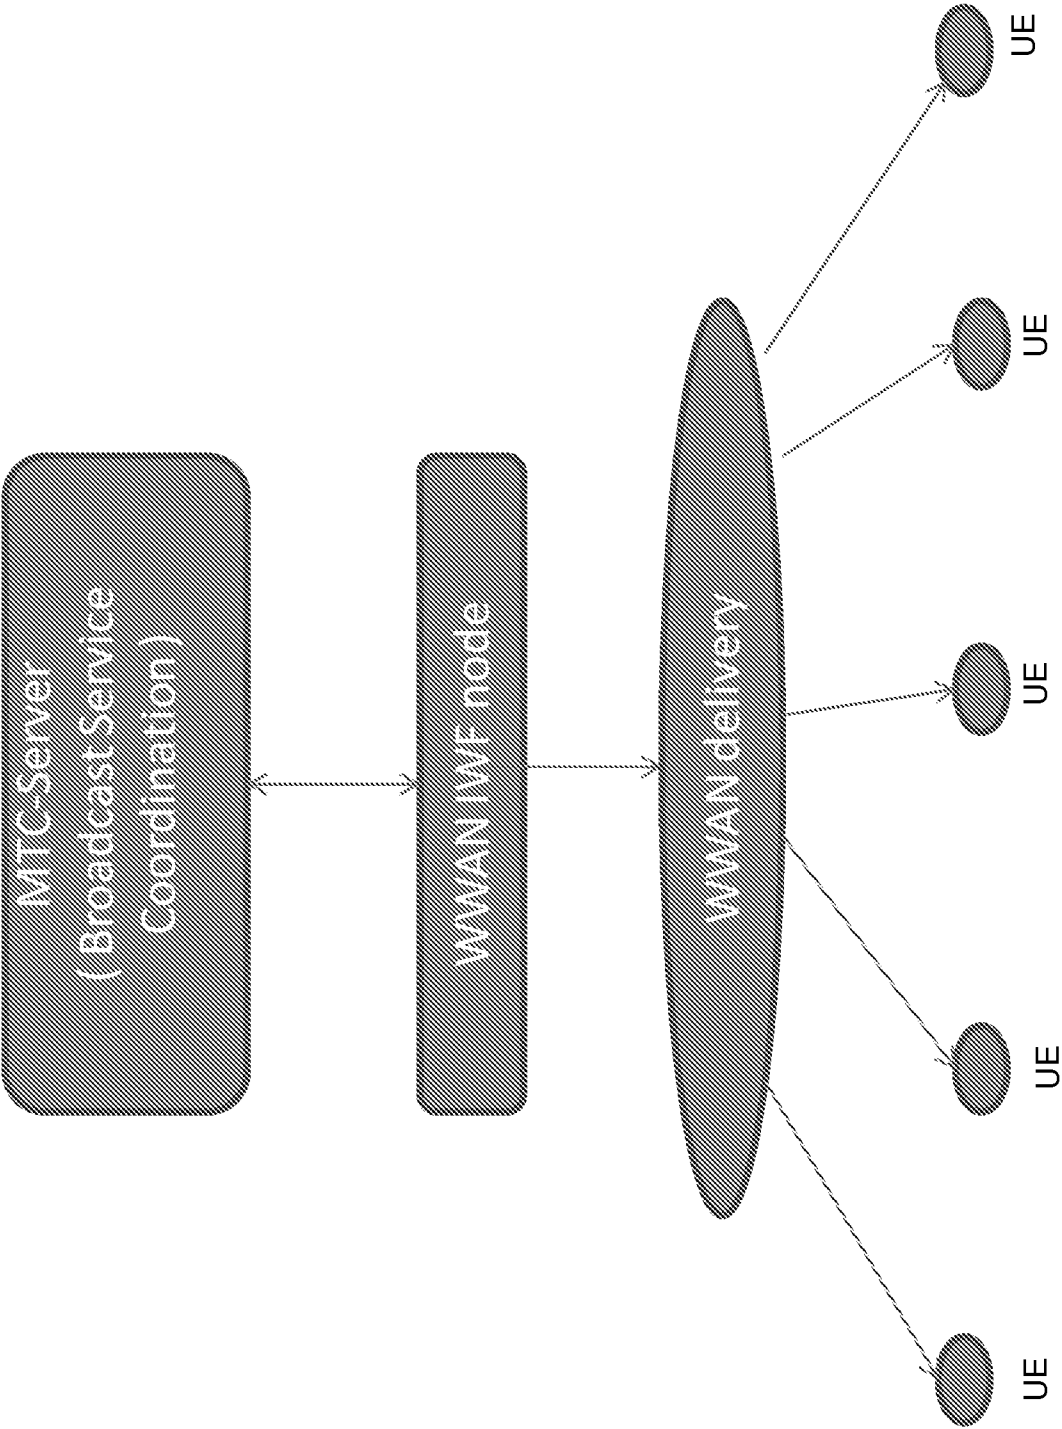 MTC-Server
(Broadcast Service
Coordination)
WWAN IWF node
WWAN delivery
UE
UE
UE
UE
UE